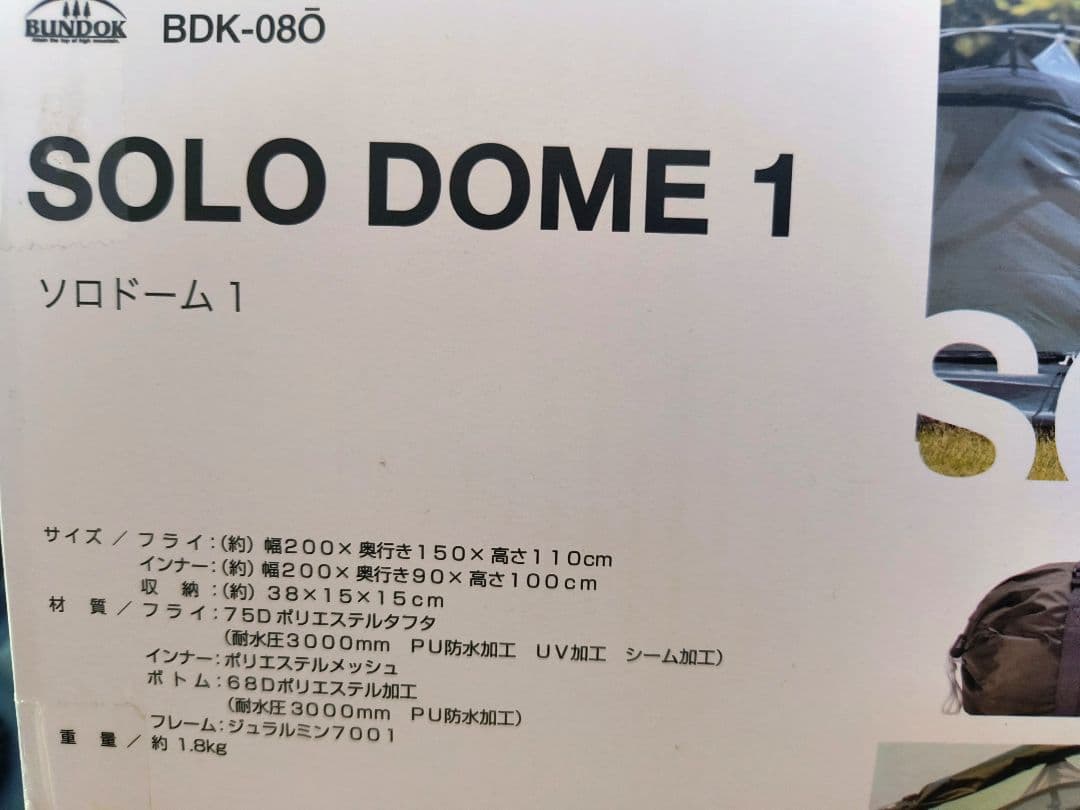 BUNDOK
BDK-08Ō
SOLO DOME 1
ソロドーム1
サイズ / フライ:(約) 幅200× 奥行き150× 高さ110cm
インナー:(約) 幅200× 奥行き90× 高さ100cm
収 納 :(約) 38×15×15cm
材 質 / フライ:75Dポリエステルタフタ
(耐水圧3000mm PU防水加工 UV加工 シーム加工)
インナー:ポリエステルメッシュ
ボトム:68Dポリエステル加工
(耐水圧3000mm PU防水加工)
フレーム:ジュラルミン7001
重 量 / 約 1.8kg
S